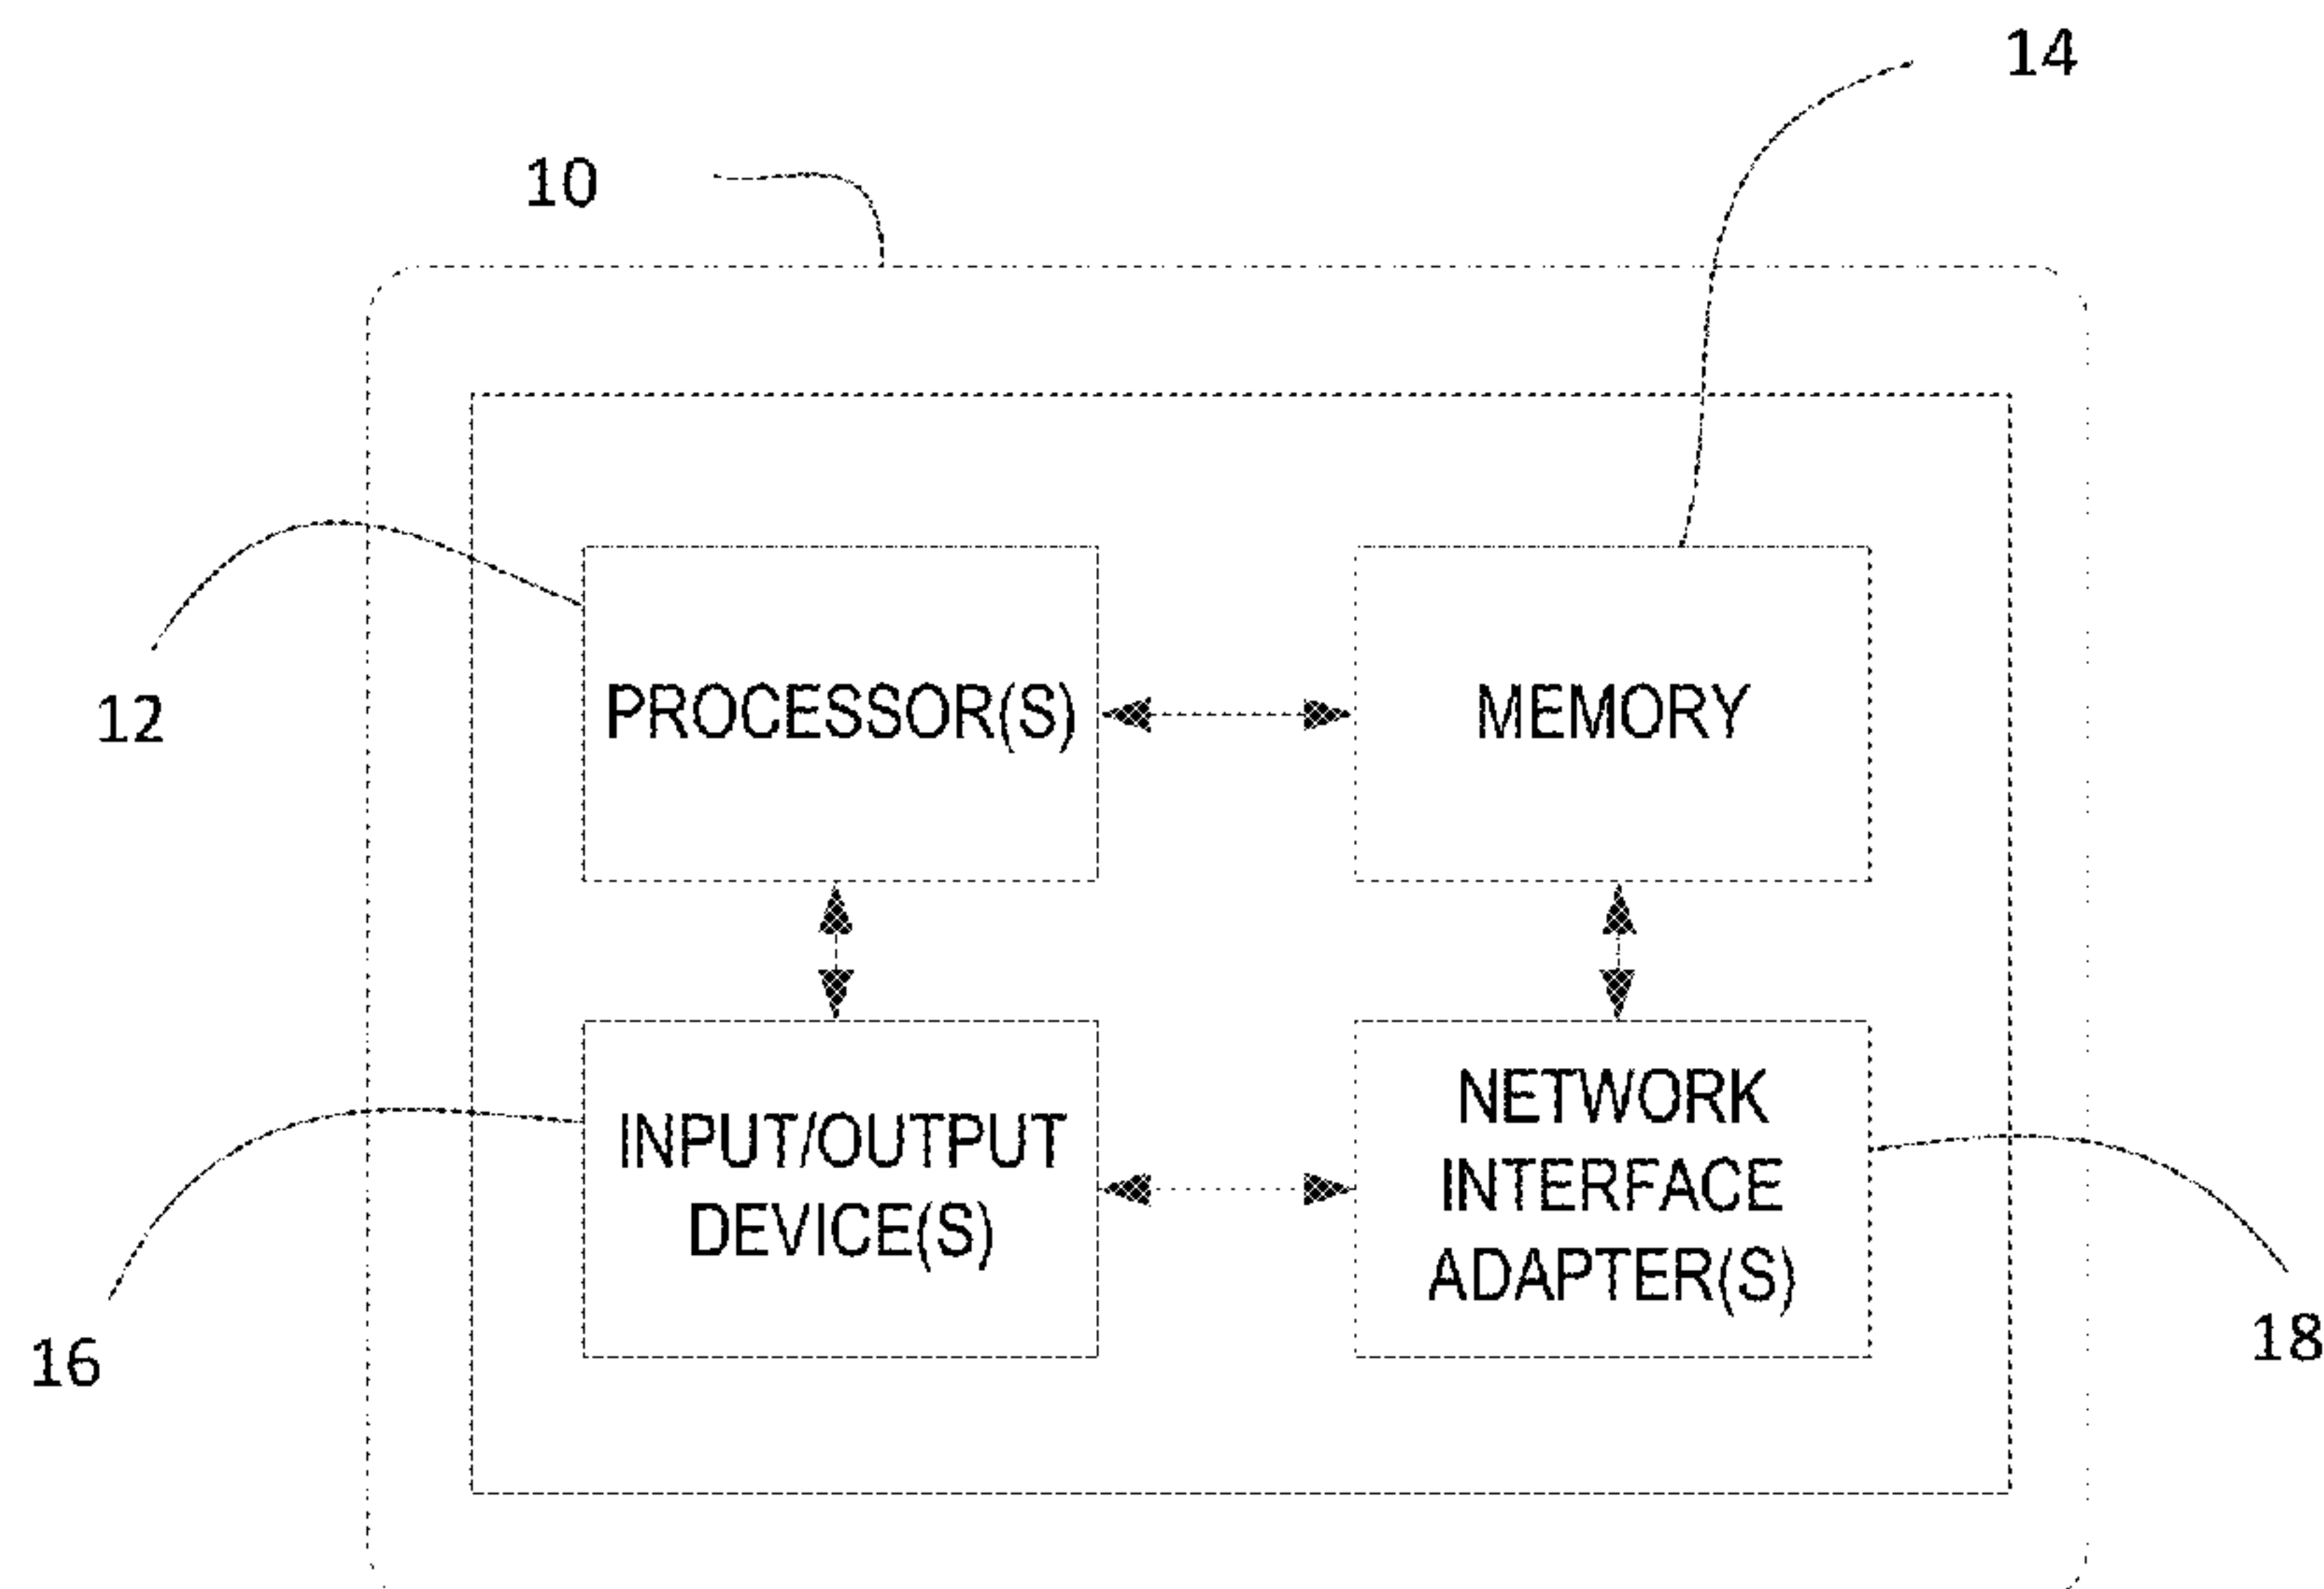 14
10
12
PROCESSOR(S)
MEMORY
16
INPUT/OUTPUT
DEVICE(S)
NETWORK
INTERFACE
ADAPTER(S)
18